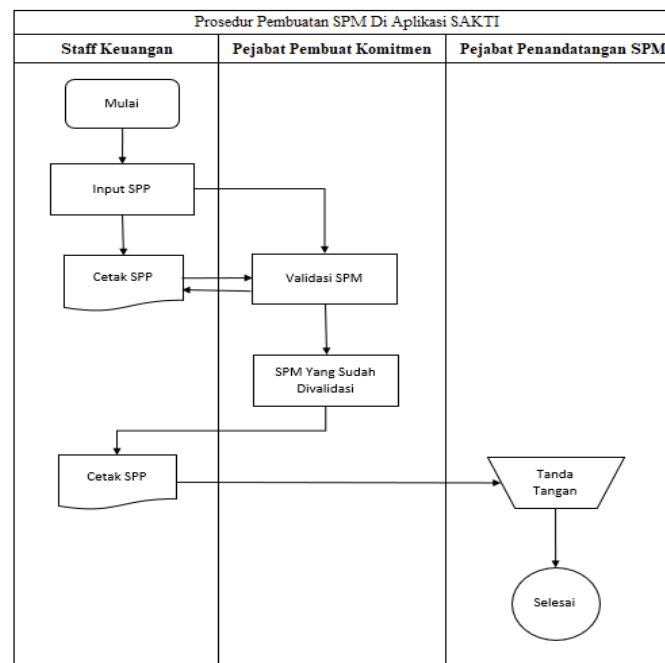 Prosedur Pembuatan SPM Di Aplikasi SAKTI
Staff Keuangan
Pejabat Pembuat Komitmen
Pejabat Penandatangan SPM
Mulai
Input SPP
Cetak SPP
Validasi SPM
SPM Yang Sudah
Divalidasi
Cetak SPP
Tanda
Tangan
Selesai